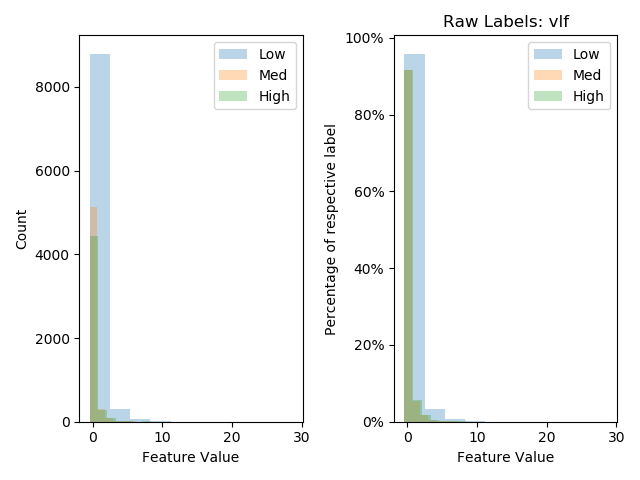 Raw Labels: vlf
Count
8000
6000
4000
2000
0
0
10
20
30
Feature Value
Low
Med
High
Percentage of respective label
100%
80%
60%
40%
20%
0%
0
10
20
30
Feature Value
Low
Med
High